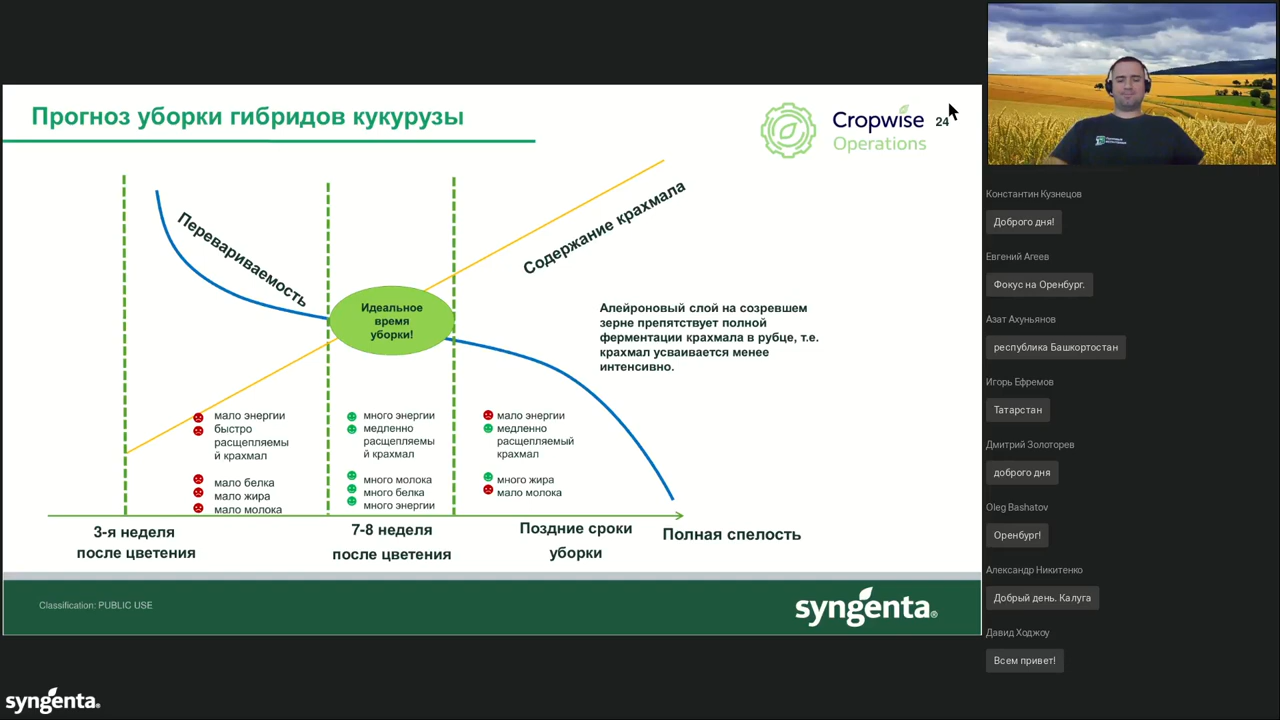 Прогноз уборки гибридов кукурузы
Cropwise
Operations
24
Перевариваемость
Содержание крахмала
Идеальное
время
уборки!
Алейроновый слой на созревшем
зерне препятствует полной
ферментации крахмала в рубце, т.е.
крахмал усваивается менее
интенсивно.
мало энергии
быстро
расщепляемы
й крахмал
мало белка
мало жира
мало молока
много энергии
медленно
расщепляемы
й крахмал
много молока
много белка
много энергии
мало энергии
медленно
расщепляемый
крахмал
много жира
мало молока
3-я неделя
после цветения
7-8 неделя
после цветения
Поздние сроки
уборки
Полная спелость
Classification: PUBLIC USE
syngenta®
syngenta.
Константин Кузнецов
Доброго дня!
Евгений Агеев
Фокус на Оренбург.
Азат Ахуньянов
республика Башкортостан
Игорь Ефремов
Татарстан
Дмитрий Золоторев
доброго дня
Oleg Bashatov
Оренбург!
Александр Никитенко
Добрый день. Калуга
Давид Ходжоу
Всем привет!